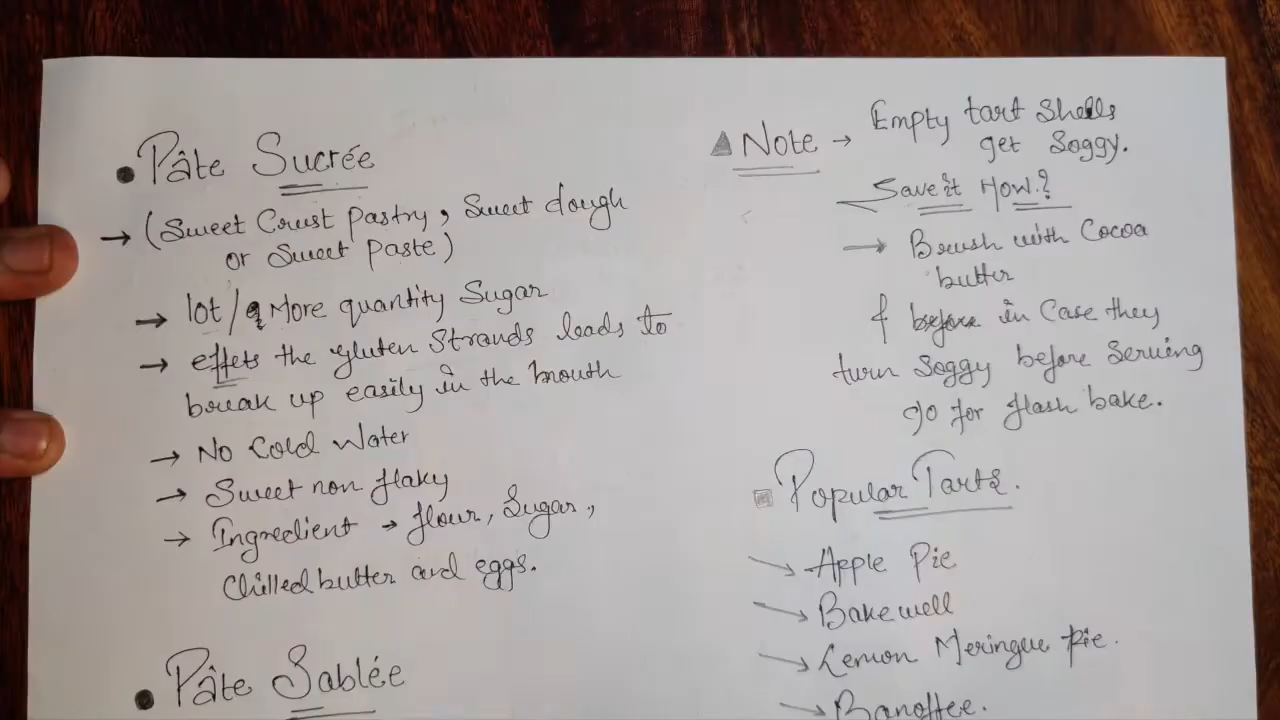 • Pâte Sucrée
→ (Sweet Crust pastry, Sweet dough
or Sweet paste)
→ lot / More quantity Sugar
→ effets the gluten Strands leads to
break up easily in the mouth
→ No Cold Water
→ Sweet non flaky
→ Ingredient → flour, Sugar,
Chilled butter and eggs.
• Pâte Sablée
▲ Note → Empty tart Shells
get Soggy.
Save it How?
→ Brush with Cocoa
butter
& before in Case they
turn Soggy before Serving
go for flash bake.
Popular Tarts.
→ Apple Pie
→ Bakewell
→ Lemon Meringue Pie.
→ Banoffee.